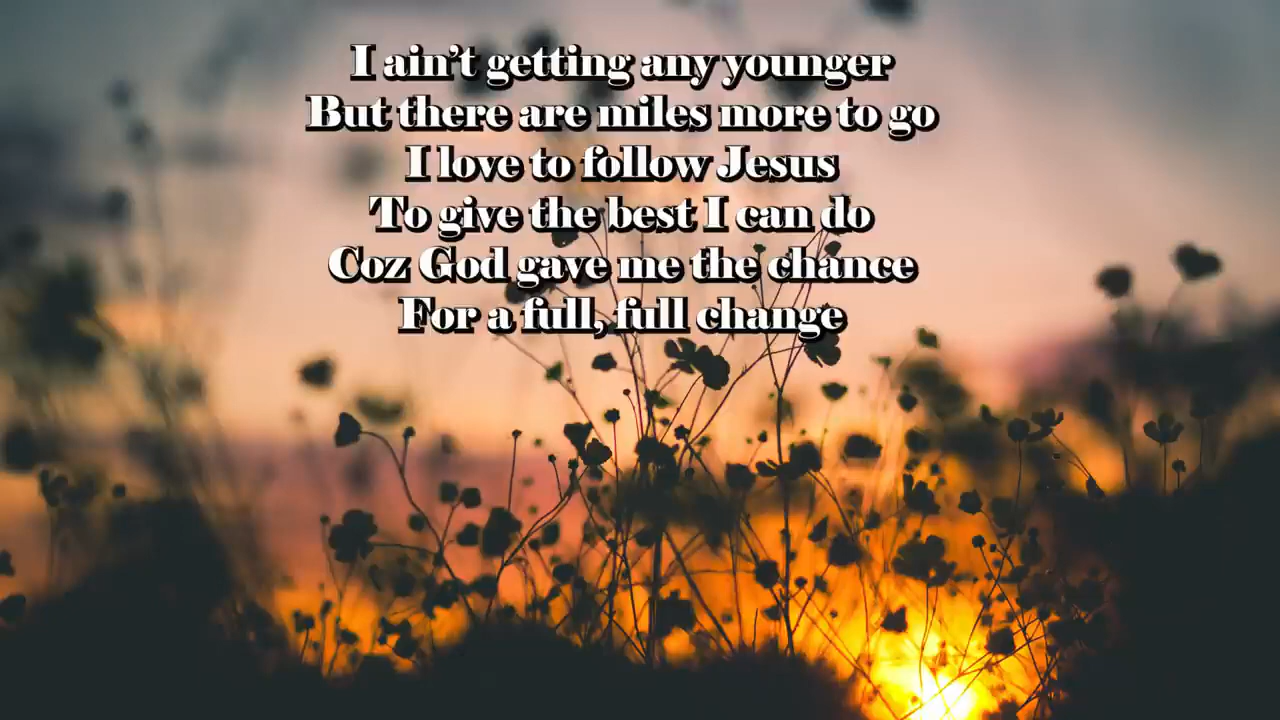 I ain’t getting any younger
But there are miles more to go
I love to follow Jesus
To give the best I can do
Coz God gave me the chance
For a full, full change